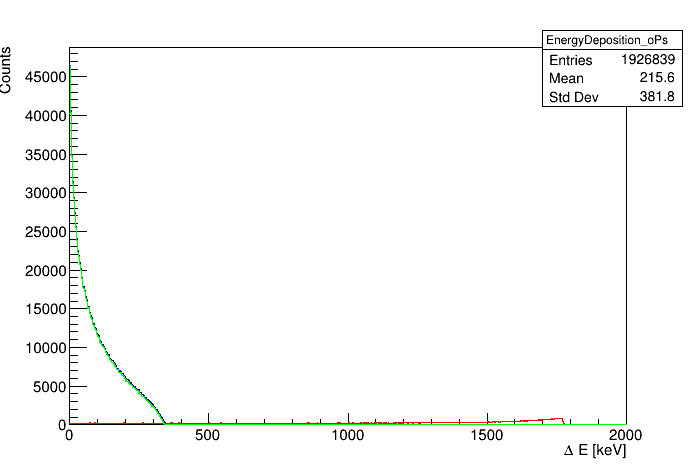 EnergyDeposition_oPs
Entries 1926839
Mean 215.6
Std Dev 381.8
Counts
45000
40000
35000
30000
25000
20000
15000
10000
5000
0
0 500 1000 1500 2000
Δ E [keV]